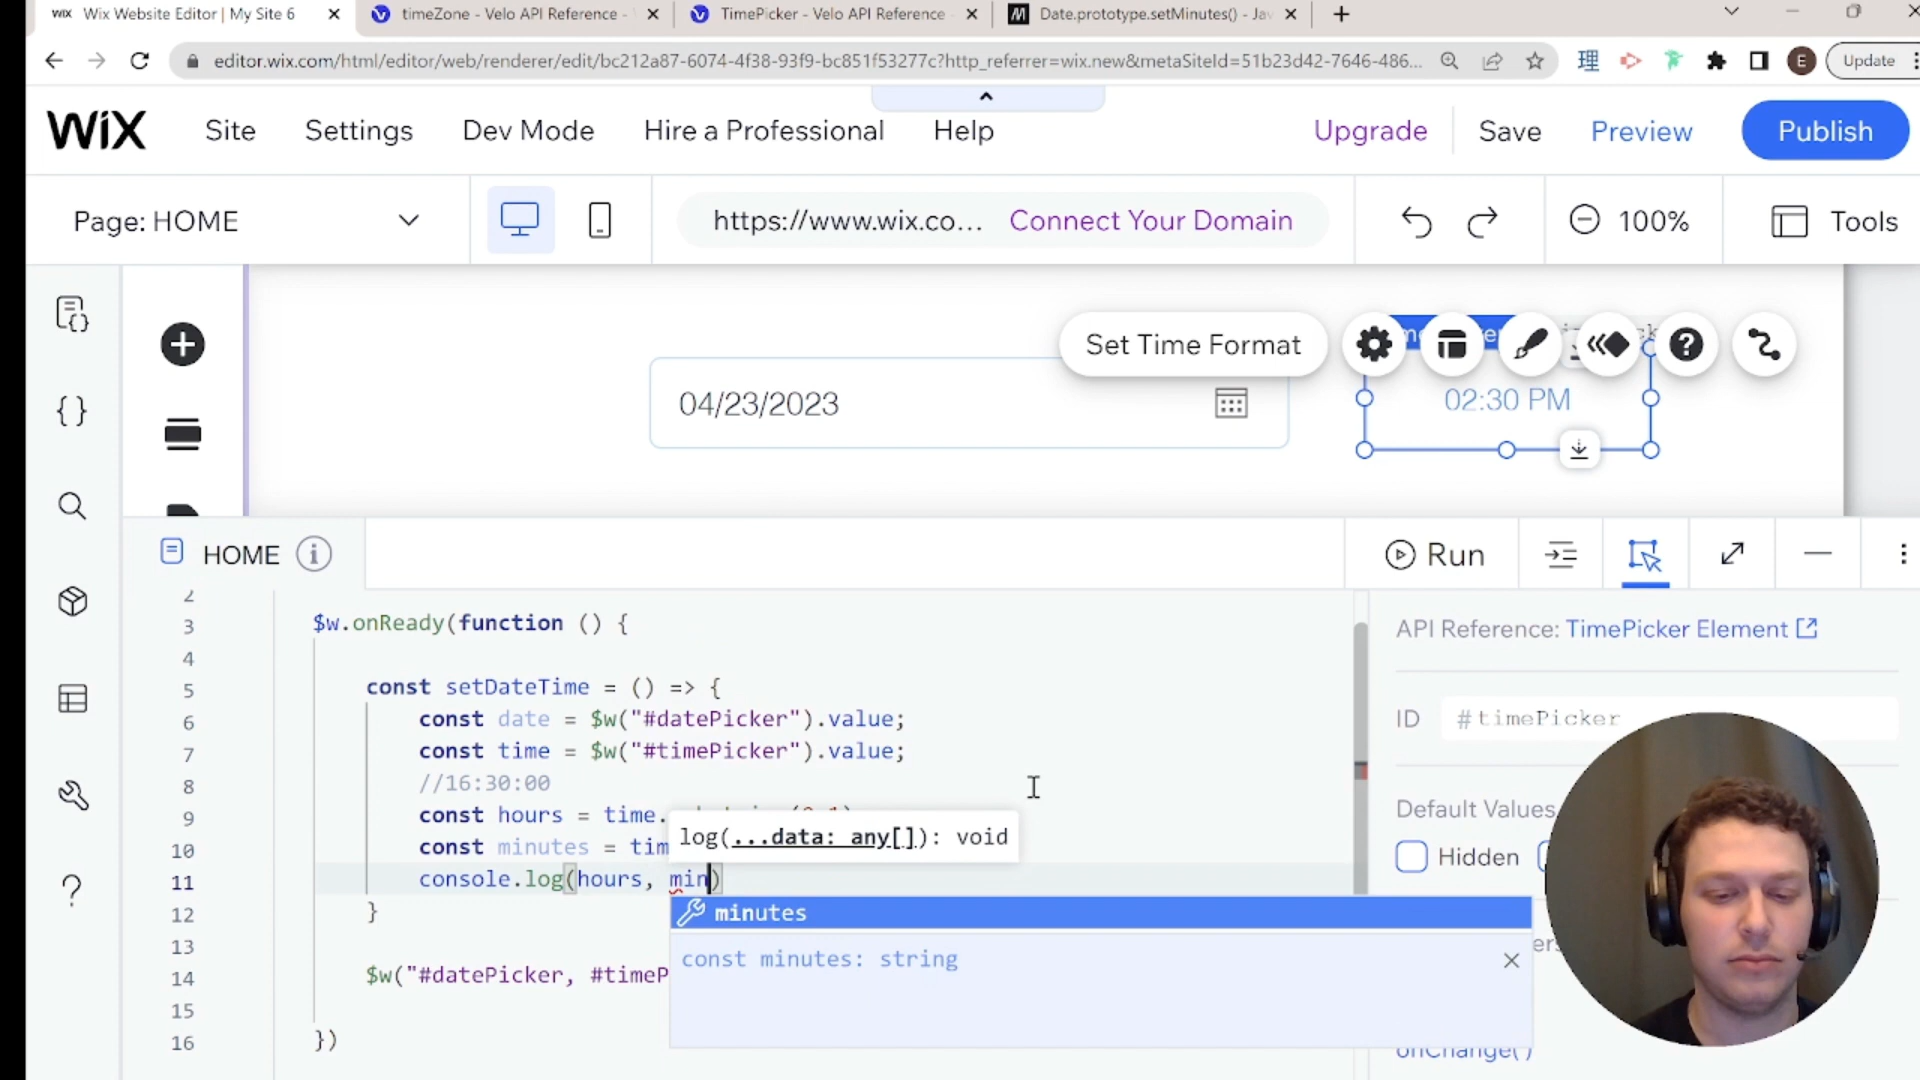 WiX Wix Website Editor | My Site 6
timeZone - Velo API Reference -
TimePicker - Velo API Reference
Date.prototype.setMinutes() - Jav
editor.wix.com/html/editor/web/renderer/edit/bc212a87-6074-4f38-93f9-bc851f53277c?http_referrer=wix.new&metaSiteId=51b23d42-7646-486...
理
E
Update
WiX
Site
Settings
Dev Mode
Hire a Professional
Help
Upgrade
Save
Preview
Publish
Page: HOME
https://www.wix.co...
Connect Your Domain
100%
Tools
Set Time Format
04/23/2023
02:30 PM
HOME
Run
2
3 $w.onReady(function () {
4
5 const setDateTime = () => {
6 const date = $w("#datePicker").value;
7 const time = $w("#timePicker").value;
8 //16:30:00
9 const hours = time.
log(...data: any[]): void
10 const minutes = tim
11 console.log(hours, min)
minutes
const minutes: string
12 }
13
14 $w("#datePicker, #timeP
15
16 })
API Reference: TimePicker Element
ID # timePicker
Default Values
Hidden
onChange()